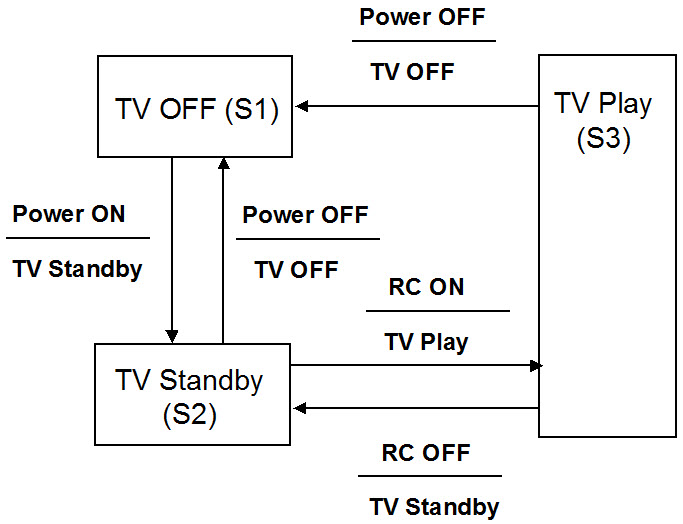 Power OFF
TV OFF
TV OFF (S1)
TV Play
(S3)
Power ON
TV Standby
Power OFF
TV OFF
RC ON
TV Play
TV Standby
(S2)
RC OFF
TV Standby